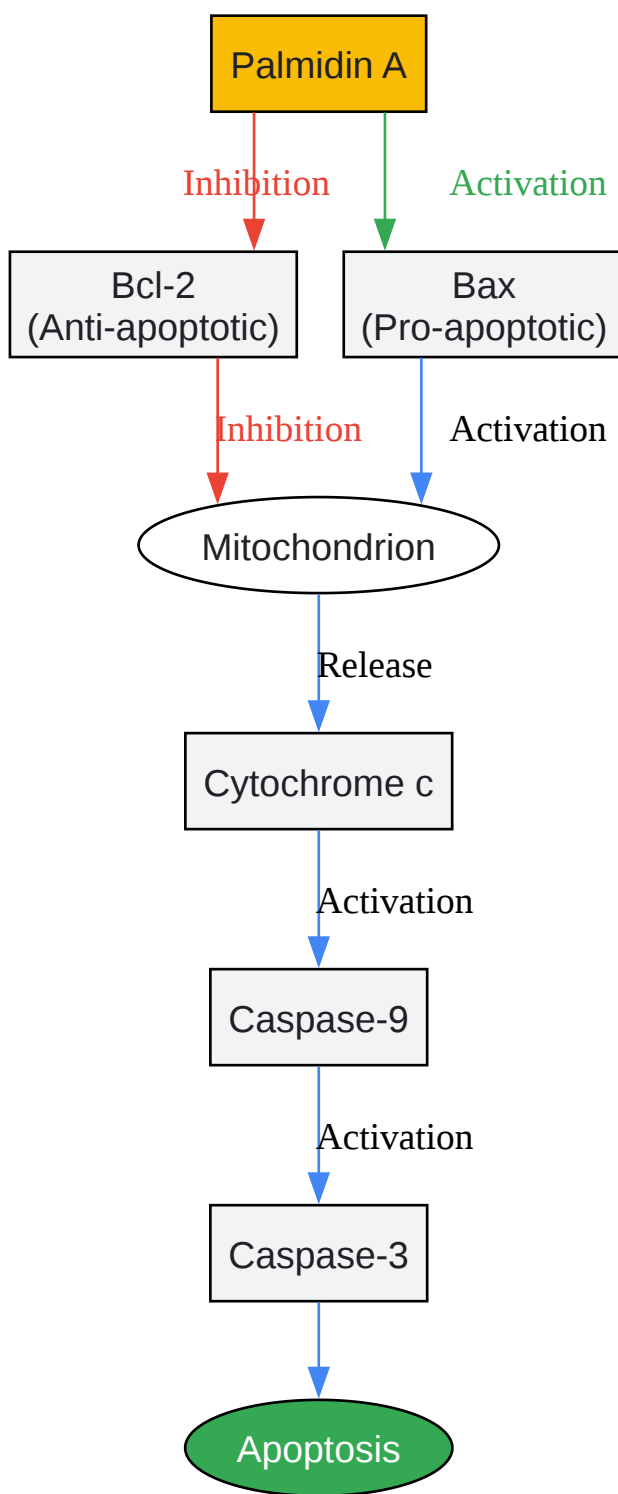 Palmidin A
Inhibition
Activation
Bcl-2
(Anti-apoptotic)
Bax
(Pro-apoptotic)
Inhibition
Activation
Mitochondrion
Release
Cytochrome c
Activation
Caspase-9
Activation
Caspase-3
Apoptosis